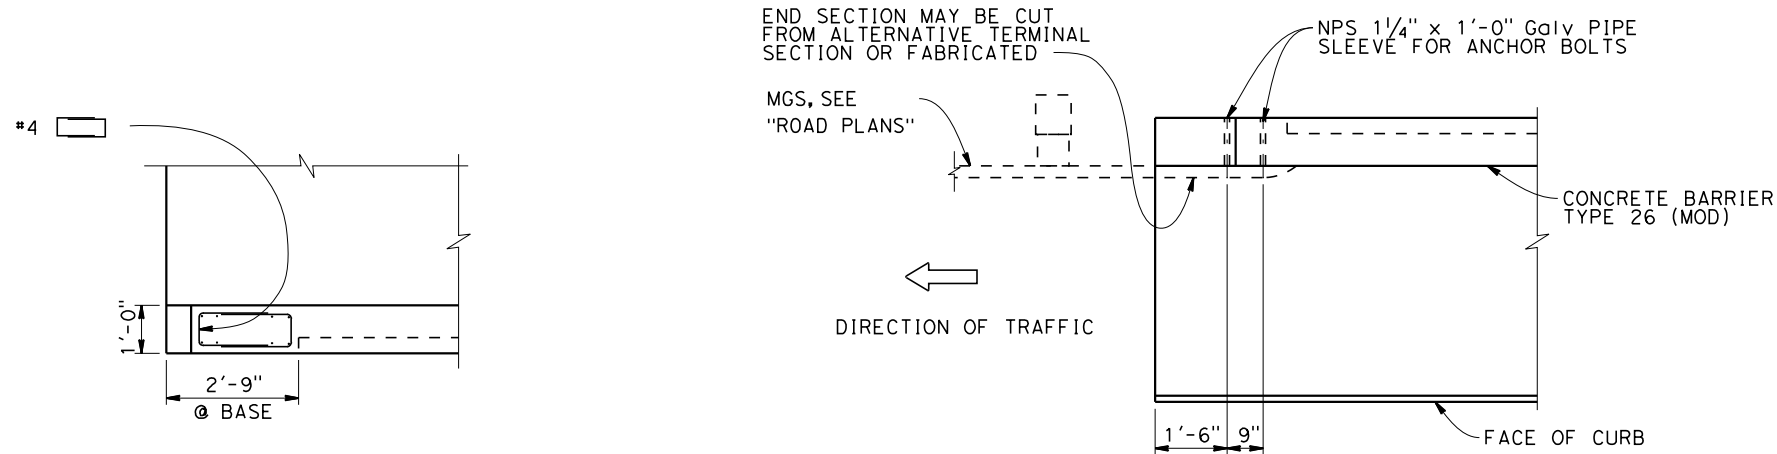 #4
1'-0"
2'-9"
@ BASE
END SECTION MAY BE CUT
FROM ALTERNATIVE TERMINAL
SECTION OR FABRICATED
MGS, SEE
"ROAD PLANS"
DIRECTION OF TRAFFIC
NPS 1¼" x 1'-0" Galv PIPE
SLEEVE FOR ANCHOR BOLTS
CONCRETE BARRIER
TYPE 26 (MOD)
1'-6" 9"
FACE OF CURB